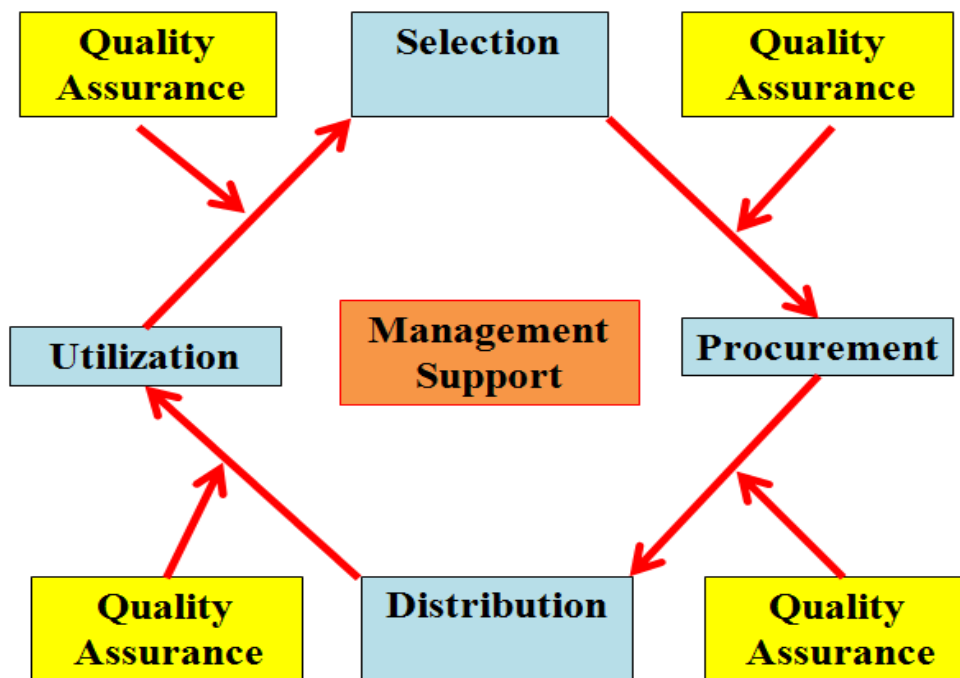 Quality
Assurance
Selection
Quality
Assurance
Utilization
Management
Support
Procurement
Quality
Assurance
Distribution
Quality
Assurance